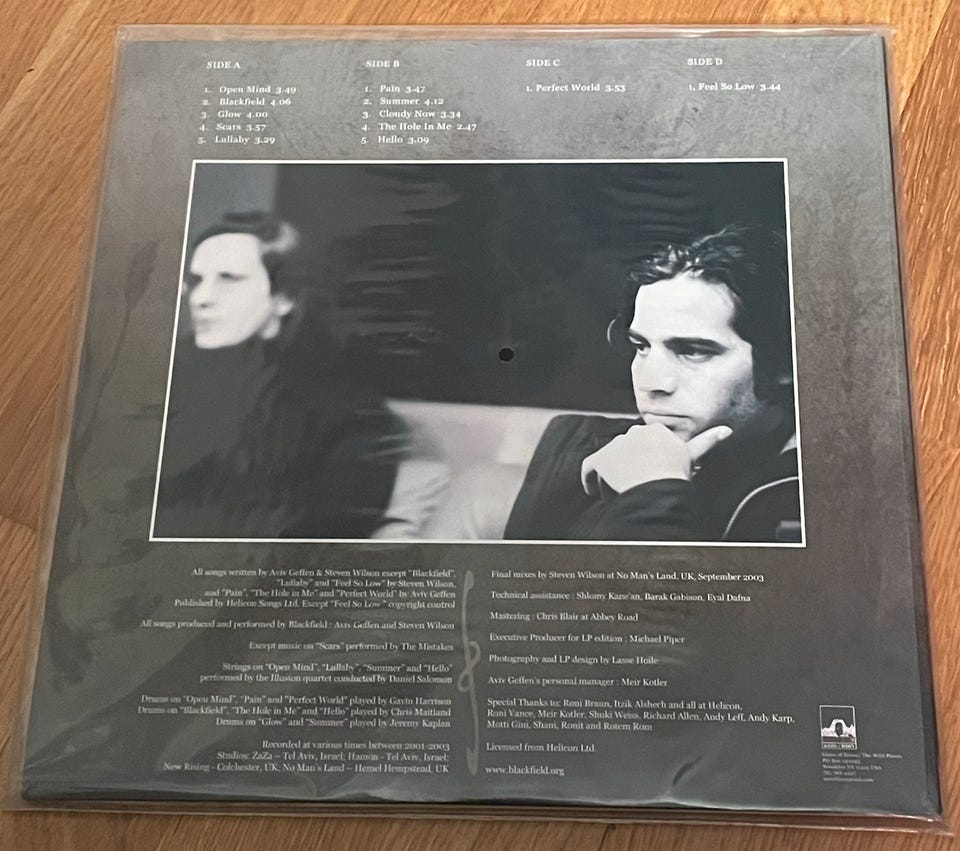 SIDE A
1. Open Mind 3.49
2. Blackfield 4.06
3. Glow 4.00
4. Scars 3.57
5. Lullaby 3.29
SIDE B
1. Pain 3.47
2. Summer 4.12
3. Cloudy Now 3.34
4. The Hole In Me 2.47
5. Hello 3.09
SIDE C
1. Perfect World 3.53
SIDE D
1. Feel So Low 3.44
All songs written by Aviv Geffen & Steven Wilson except "Blackfield",
"Lullaby" and "Feel So Low" by Steven Wilson,
and "Pain", "The Hole in Me" and "Perfect World" by Aviv Geffen
Published by Helicon Songs Ltd. Except "Feel So Low" copyright control
All songs produced and performed by Blackfield : Aviv Geffen and Steven Wilson
Except music on "Scars" performed by The Mistakes
Strings on "Open Mind", "Lullaby", "Summer" and "Hello"
performed by the Illusion quartet conducted by Daniel Salomon
Drums on "Open Mind", "Pain" and "Perfect World" played by Gavin Harrison
Drums on "Blackfield", "The Hole in Me" and "Hello" played by Chris Maitland
Drums on "Glow" and "Summer" played by Jeremy Kaplan
Recorded at various times between 2001-2003
Studios: ZaZa – Tel Aviv, Israel; Hamon - Tel Aviv, Israel;
New Rising - Colchester, UK; No Man's Land – Hemel Hempstead, UK
Final mixes by Steven Wilson at No Man's Land, UK, September 2003
Technical assistance : Shlomy Kane'an, Barak Gabison, Eyal Dafna
Mastering : Chris Blair at Abbey Road
Executive Producer for LP edition : Michael Piper
Photography and LP design by Lasse Hoile
Aviv Geffen's personal manager : Meir Kotler
Special Thanks to: Roni Braun, Itzik Alshech and all at Helicon,
Roni Vance, Meir Kotler, Shuki Weiss, Richard Allen, Andy Leff, Andy Karp,
Motti Gini, Shani, Ronit and Rotem Rom
Licensed from Helicon Ltd.
www.blackfield.org
Gates of Dawn/ The Wild Places
PO Box
Brooklyn NY 11215 USA